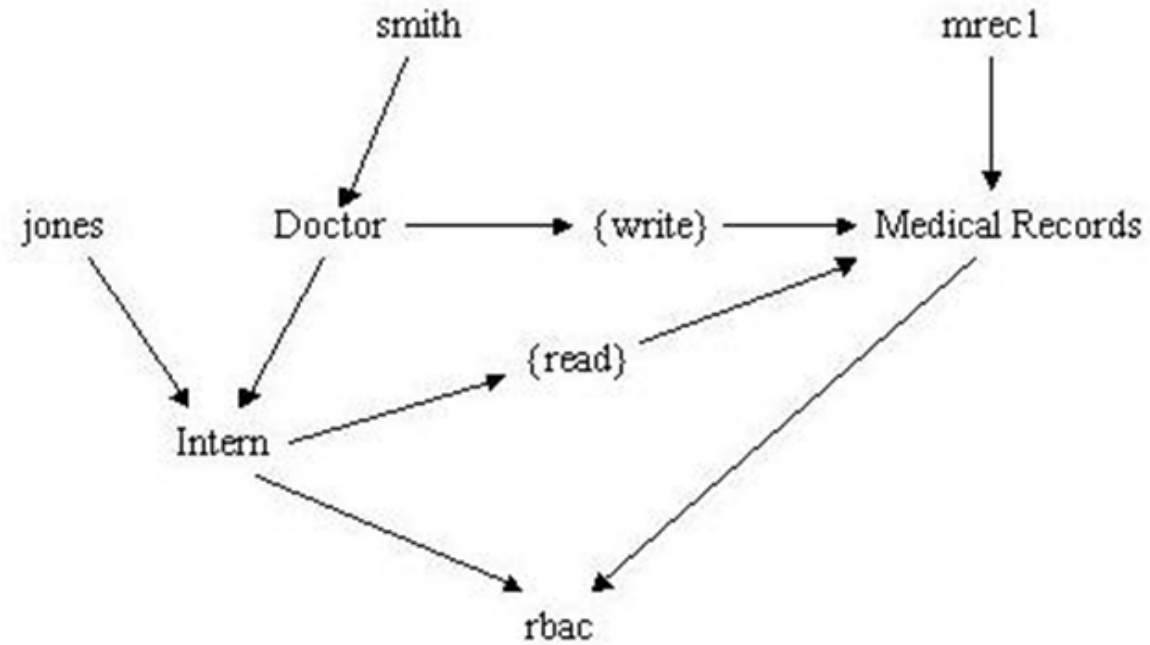 smith
mrec1
jones
Doctor
{write}
Medical Records
{read}
Intern
rbac